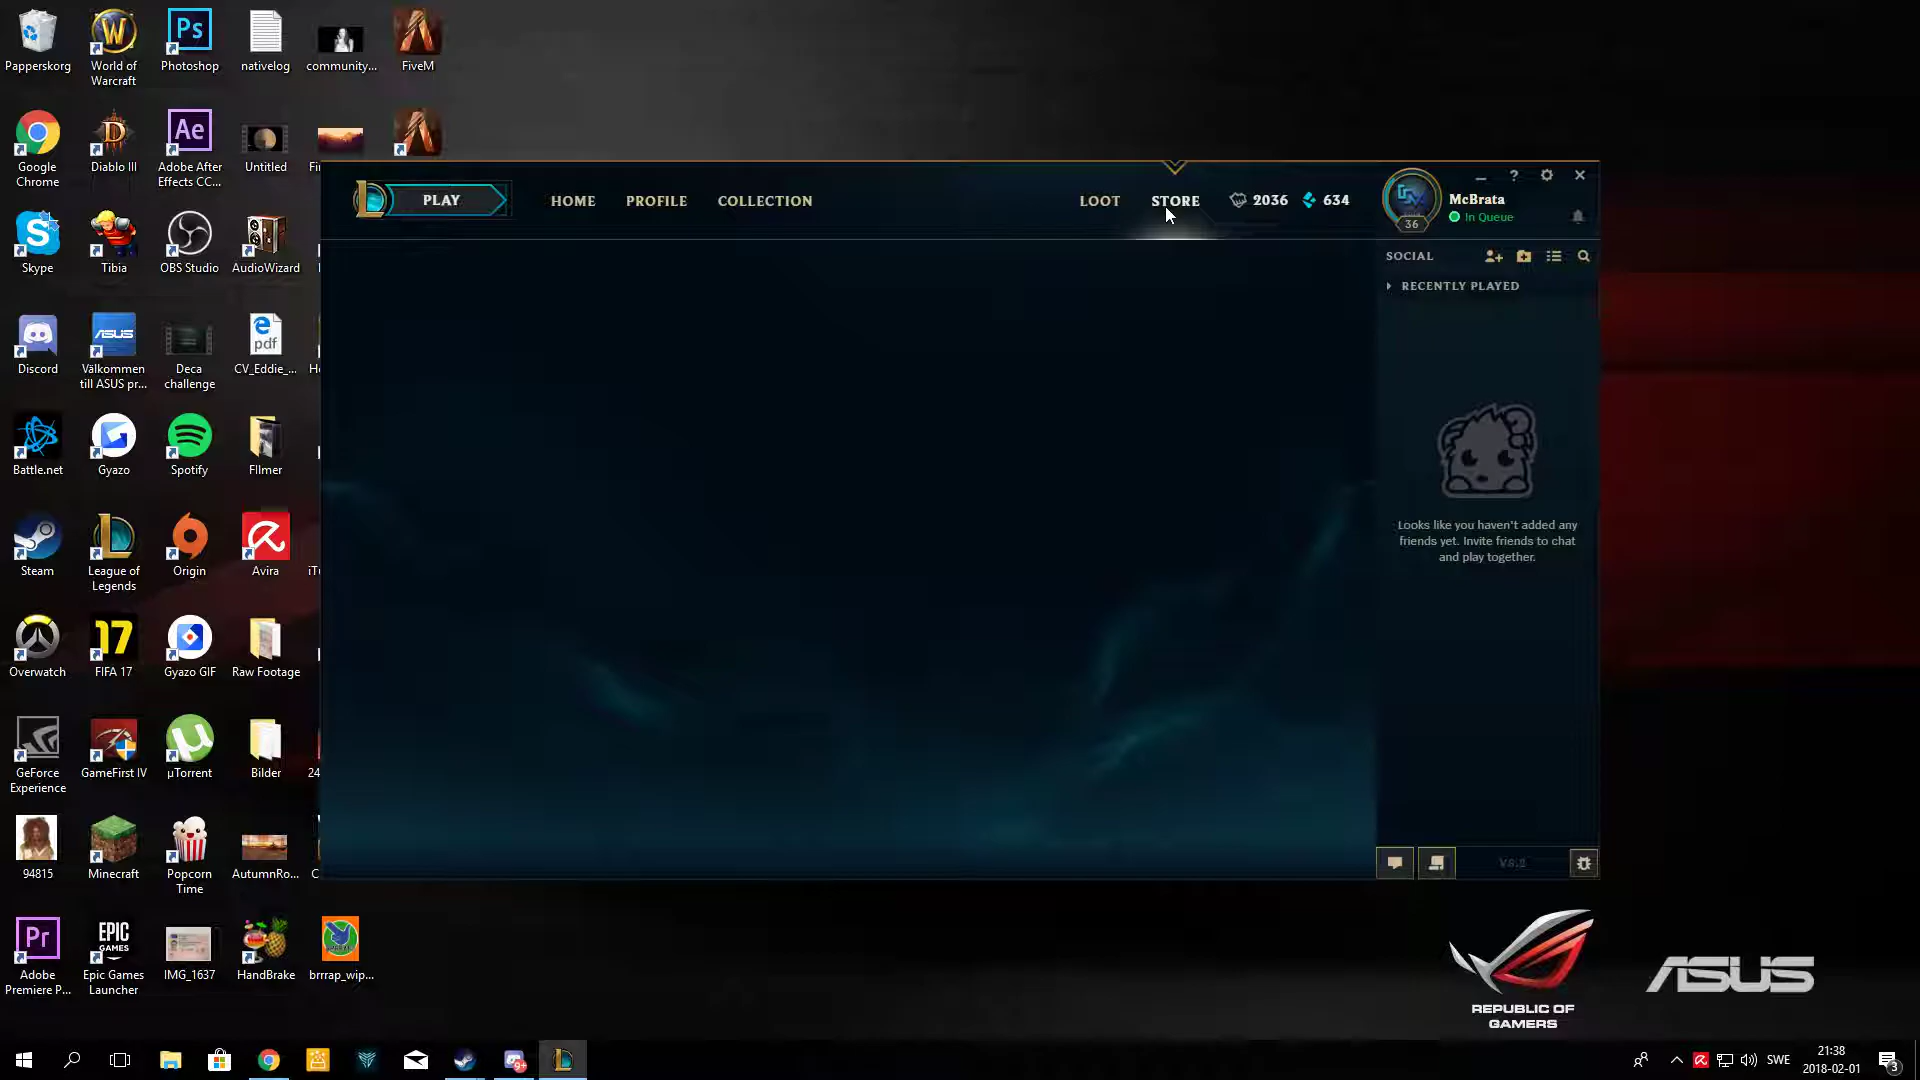 Papperskorg
World of
Warcraft
Photoshop
nativelog
community...
FiveM
Google
Chrome
Diablo III
Adobe After
Effects CC...
Untitled
Skype
Tibia
OBS Studio
AudioWizard
Discord
Välkommen
till ASUS pr...
Deca
challenge
CV_Eddie_...
Battle.net
Gyazo
Spotify
FIlmer
Steam
League of
Legends
Origin
Avira
Overwatch
FIFA 17
Gyazo GIF
Raw Footage
GeForce
Experience
GameFirst IV
µTorrent
Bilder
24
94815
Minecraft
Popcorn
Time
AutumnRo...
Adobe
Premiere P...
Epic Games
Launcher
IMG_1637
HandBrake
brrrap_wip...
PLAY
HOME
PROFILE
COLLECTION
LOOT
STORE
2036
634
36
McBrata
In Queue
SOCIAL
RECENTLY PLAYED
Looks like you haven't added any
friends yet. Invite friends to chat
and play together.
V8.2
REPUBLIC OF
GAMERS
ASUS
SWE
21:38
2018-02-01
3